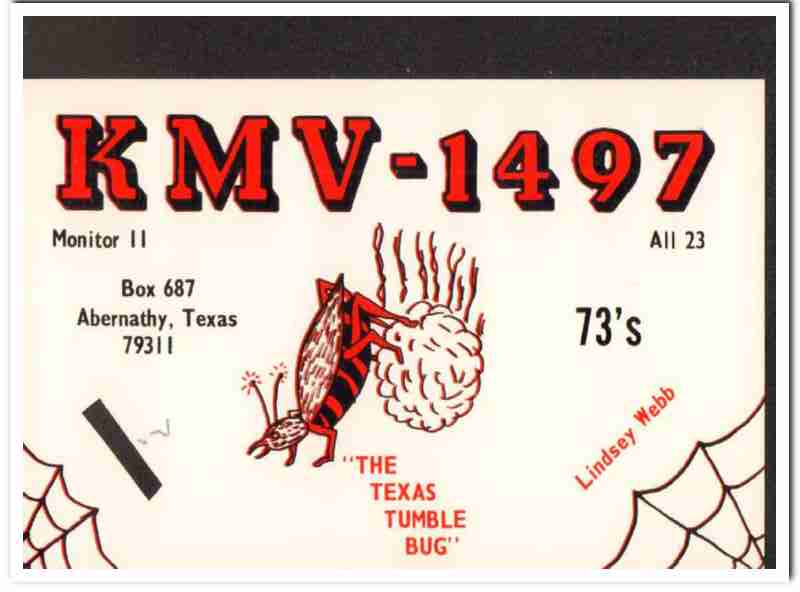 KMV-1497
Monitor 11
All 23
Box 687
Abernathy, Texas
79311
73's
Lindsey Webb
"THE
TEXAS
TUMBLE
BUG"